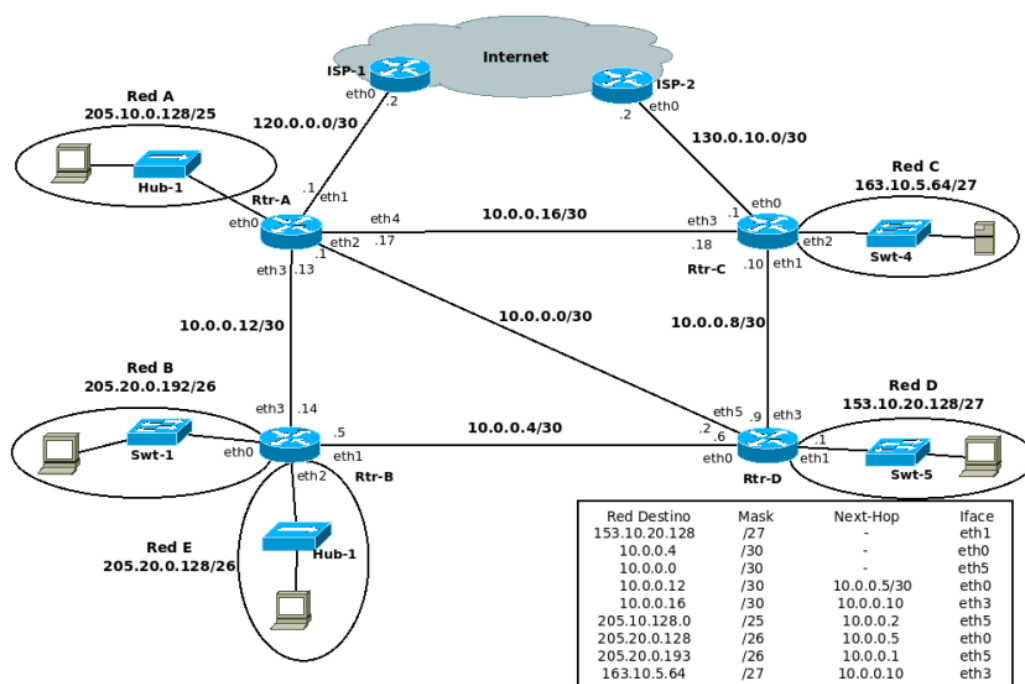 Internet
ISP-1
eth0
.2
ISP-2
eth0
.2
Red A
205.10.0.128/25
120.0.0.0/30
130.0.10.0/30
Hub-1
Rtr-A
eth0
.1
eth1
eth4
.17
eth2
.1
eth3
.13
10.0.0.16/30
eth3
.18
.1
eth0
Red C
163.10.5.64/27
eth2
Swt-4
Rtr-C
.10
eth1
10.0.0.12/30
10.0.0.0/30
10.0.0.8/30
Red B
205.20.0.192/26
eth3
.14
Swt-1
eth0
.5
eth1
eth2
Rtr-B
10.0.0.4/30
eth5
.2
.9
eth3
.6
eth0
Red D
153.10.20.128/27
.1
eth1
Rtr-D
Swt-5
Red E
205.20.0.128/26
Hub-1
Red Destino Mask Next-Hop Iface
153.10.20.128 /27 - eth1
10.0.0.4 /30 - eth0
10.0.0.0 /30 - eth5
10.0.0.12 /30 10.0.0.5/30 eth0
10.0.0.16 /30 10.0.0.10 eth3
205.10.128.0 /25 10.0.0.2 eth5
205.20.0.128 /26 10.0.0.5 eth0
205.20.0.193 /26 10.0.0.1 eth5
163.10.5.64 /27 10.0.0.10 eth3